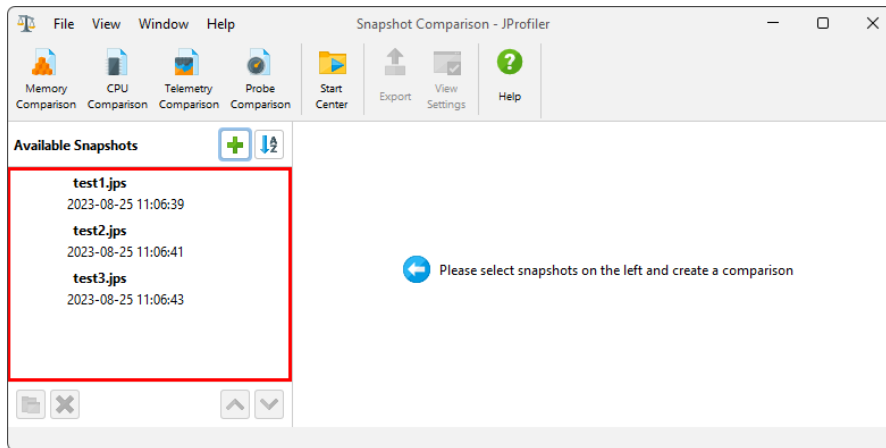 File View Window Help Snapshot Comparison - JProfiler
Memory Comparison
CPU Comparison
Telemetry Comparison
Probe Comparison
Start Center
Export
View Settings
Help
Available Snapshots
test1.jps
2023-08-25 11:06:39
test2.jps
2023-08-25 11:06:41
test3.jps
2023-08-25 11:06:43
Please select snapshots on the left and create a comparison